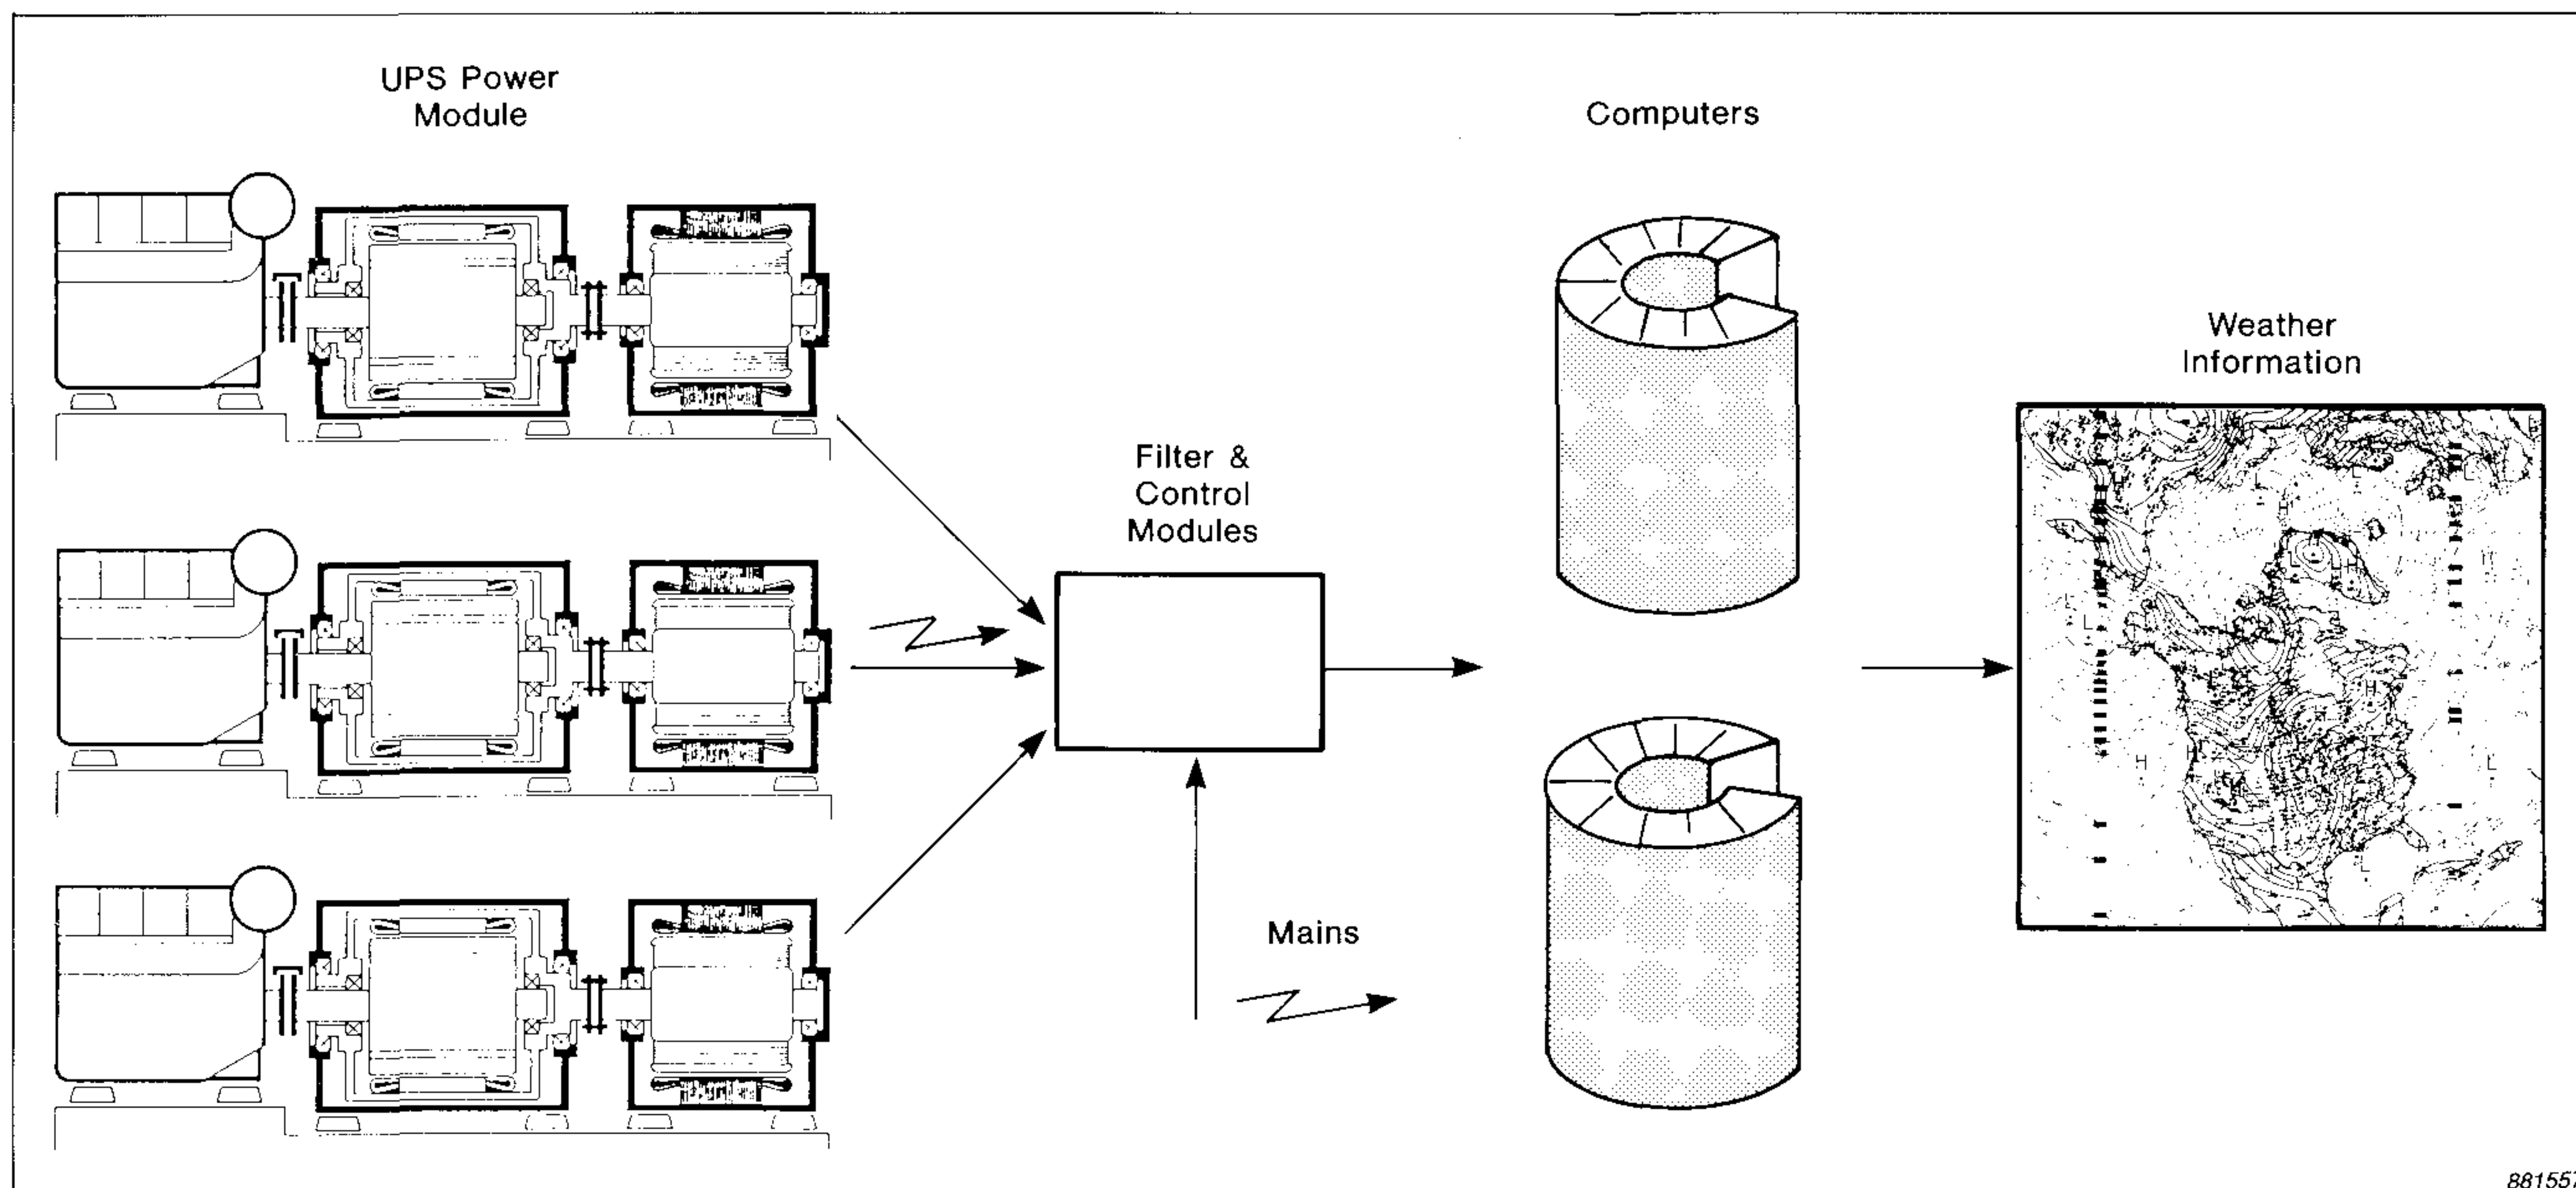 UPS Power
Module
Computers
Weather
Information
Filter &
Control
Modules
Mains
H
L
881557